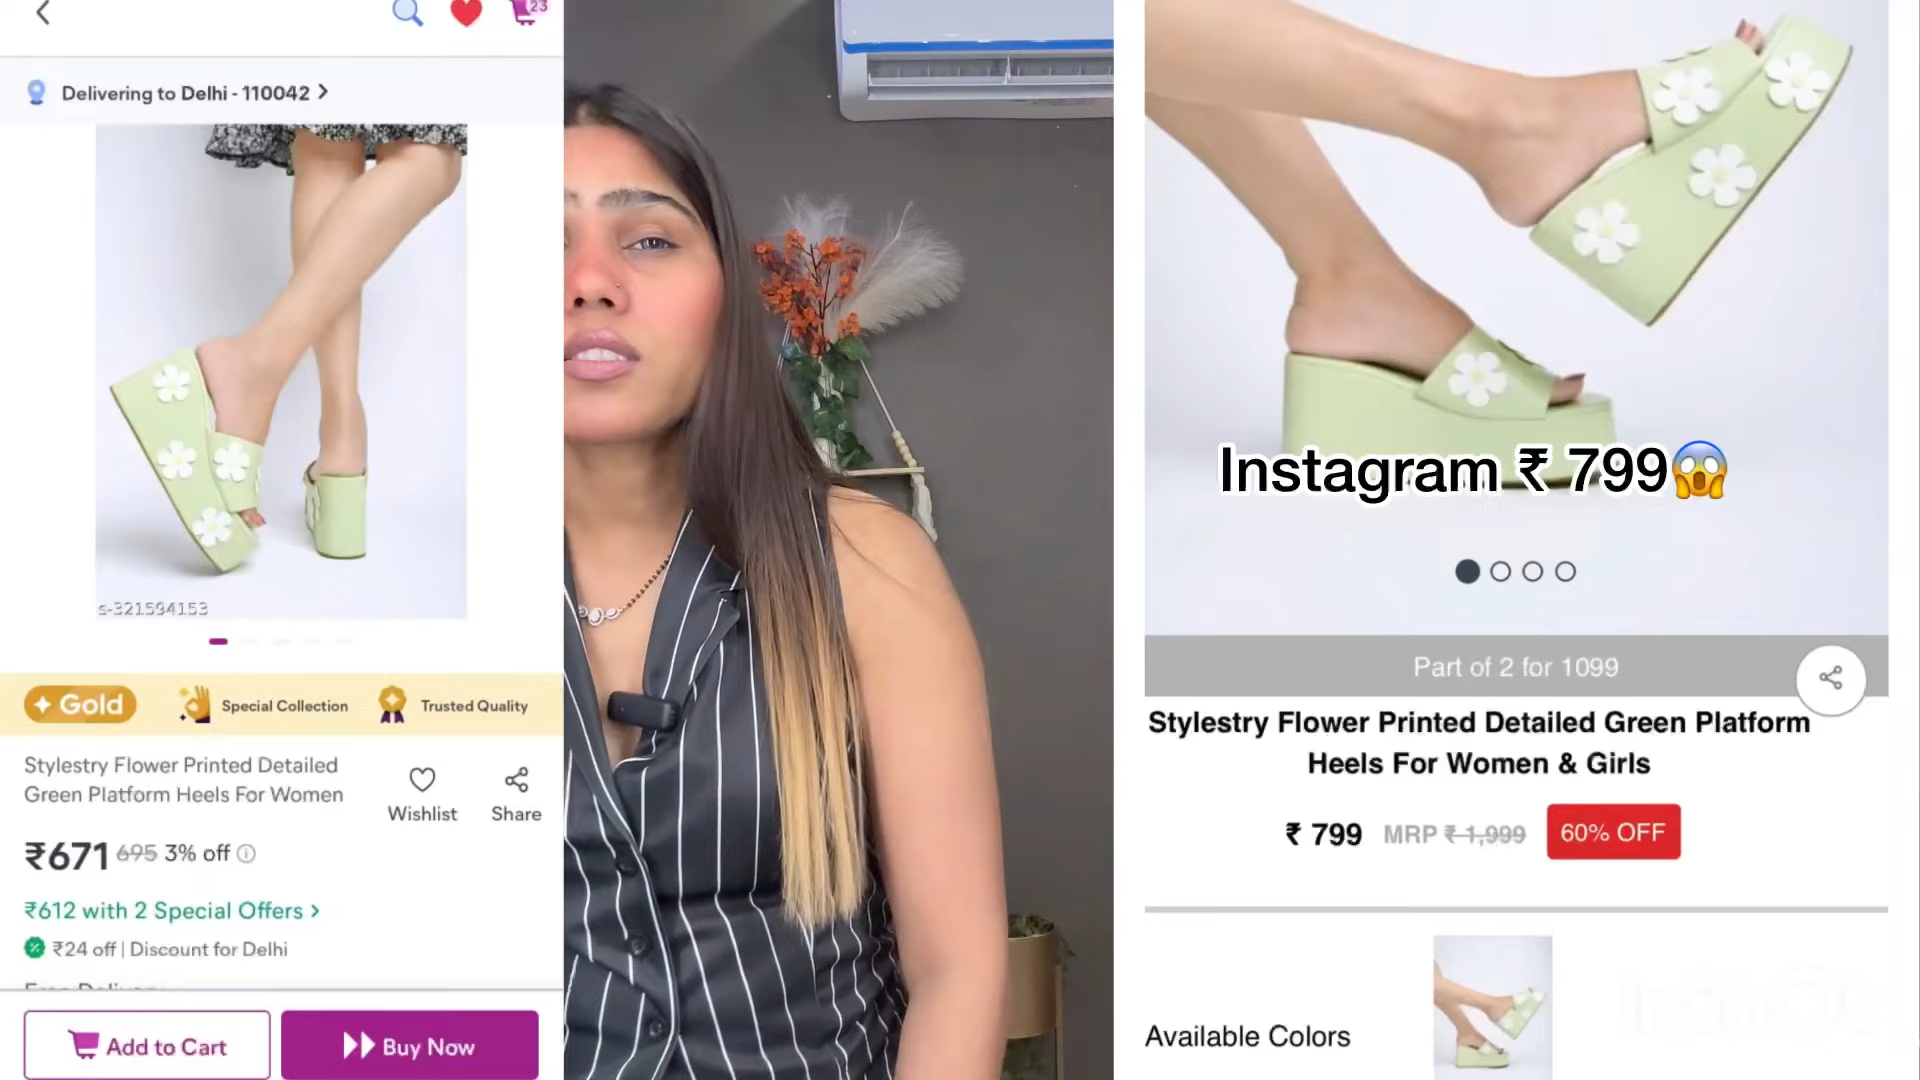 23
Delivering to Delhi - 110042
s-321594153
Gold
Special Collection
Trusted Quality
Stylestry Flower Printed Detailed
Green Platform Heels For Women
Wishlist
Share
₹671 695 3% off
₹612 with 2 Special Offers
₹24 off | Discount for Delhi
Free Delivery
Add to Cart
Buy Now
Instagram ₹ 799😱
Part of 2 for 1099
Stylestry Flower Printed Detailed Green Platform
Heels For Women & Girls
₹ 799 MRP ₹ 1,999 60% OFF
Available Colors